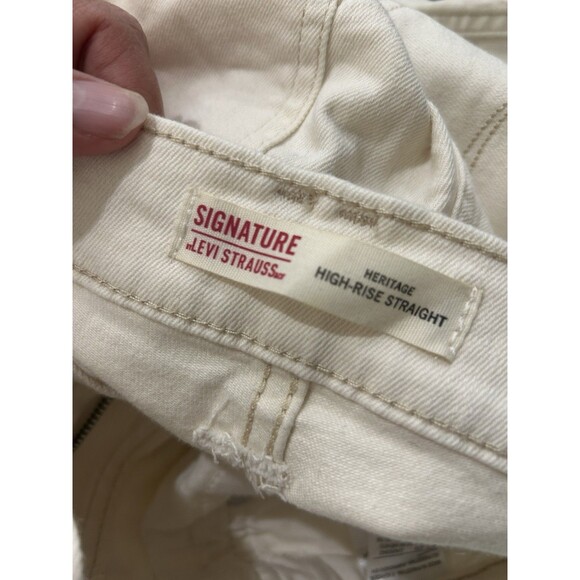 SIGNATURE
BY LEVI STRAUSS & CO.
HERITAGE
HIGH-RISE STRAIGHT